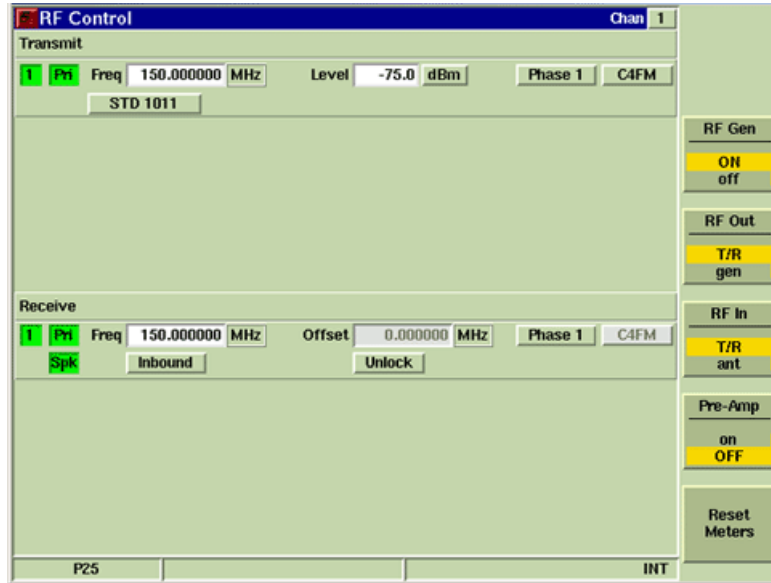 RF Control Chan 1
Transmit
1 Pri Freq 150.000000 MHz Level -75.0 dBm Phase 1 C4FM
STD 1011
Receive
1 Pri Freq 150.000000 MHz Offset 0.000000 MHz Phase 1 C4FM
Spk Inbound Unlock
P25 INT
RF Gen
ON
off
RF Out
T/R
gen
RF In
T/R
ant
Pre-Amp
on
OFF
Reset
Meters